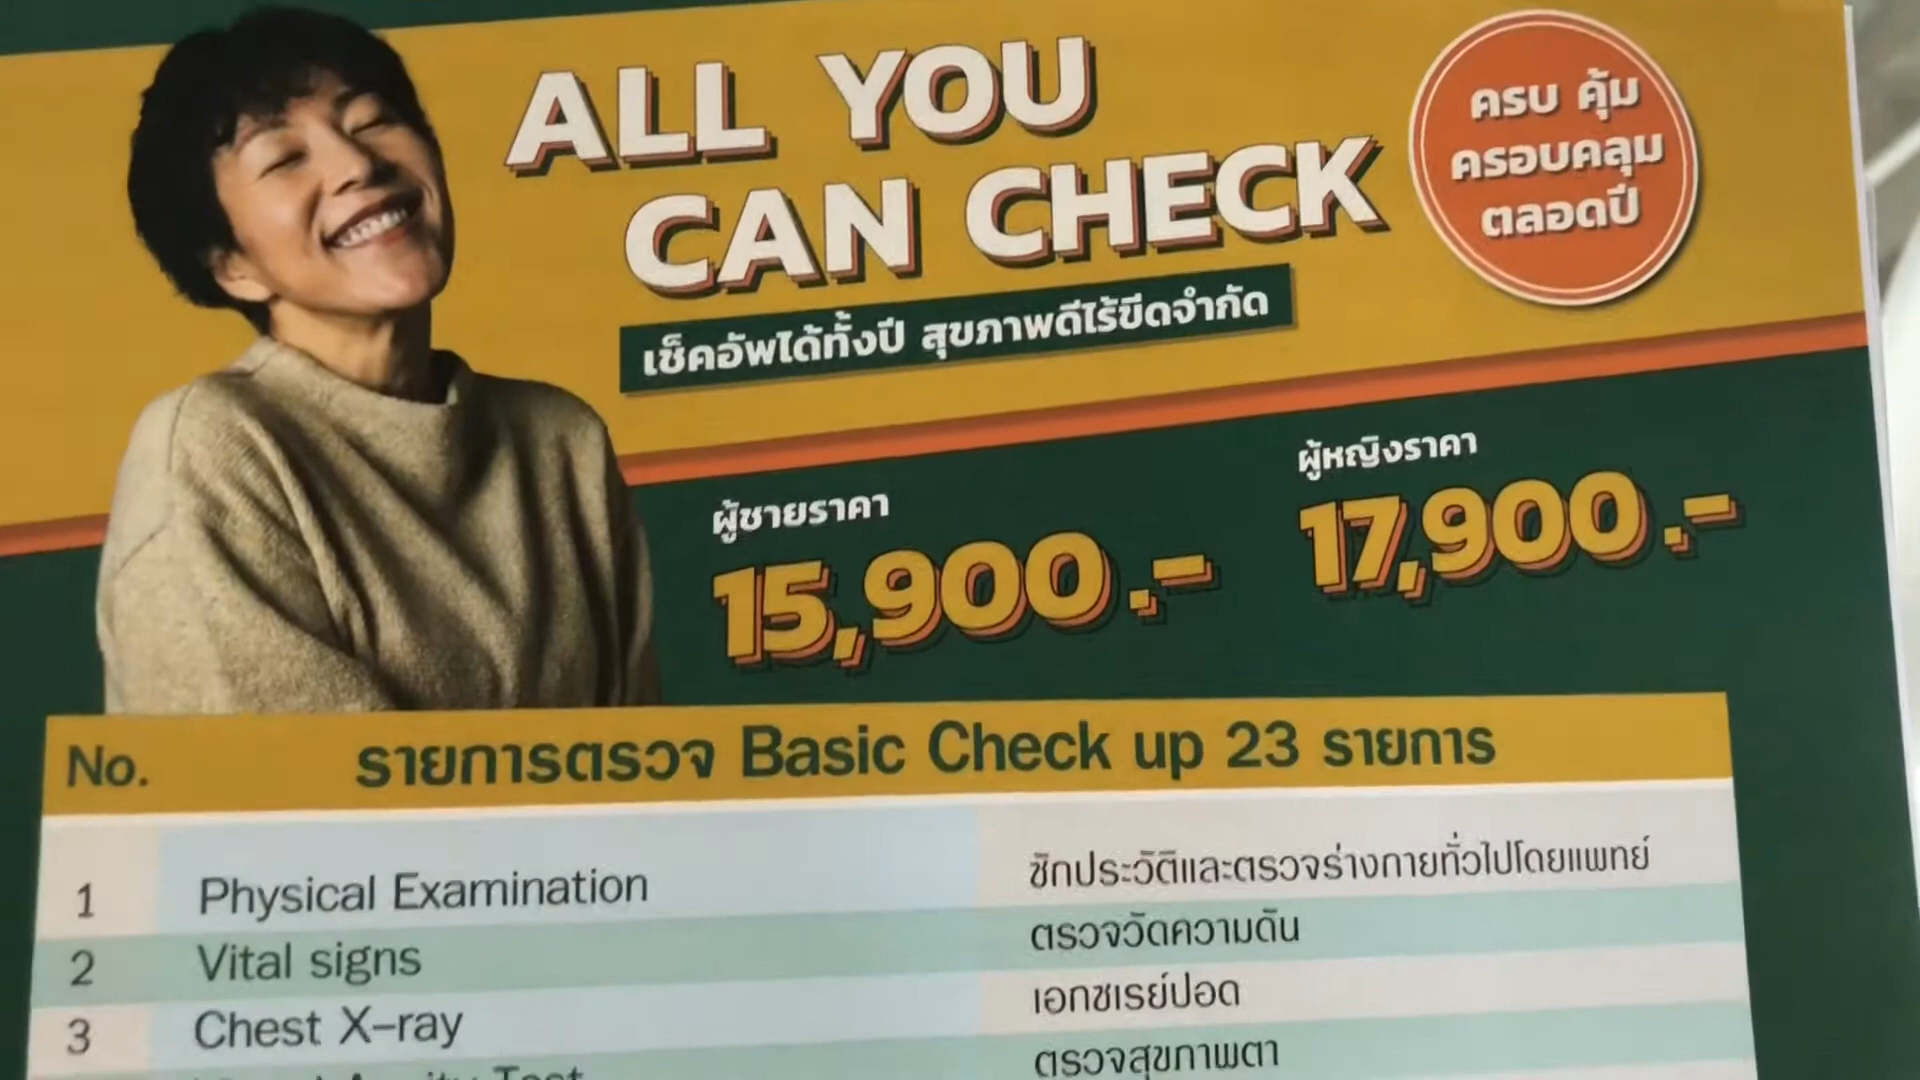 ALL YOU
CAN CHECK
เช็คอัพได้ทั้งปี สุขภาพดีไร้ขีดจำกัด
ครบ คุ้ม
ครอบคลุม
ตลอดปี
ผู้ชายราคา
15,900.-
ผู้หญิงราคา
17,900.-
No. รายการตรวจ Basic Check up 23 รายการ
1 Physical Examination ซักประวัติและตรวจร่างกายทั่วไปโดยแพทย์
2 Vital signs ตรวจวัดความดัน
3 Chest X-ray เอกซเรย์ปอด
Test ตรวจสุขภาพตา